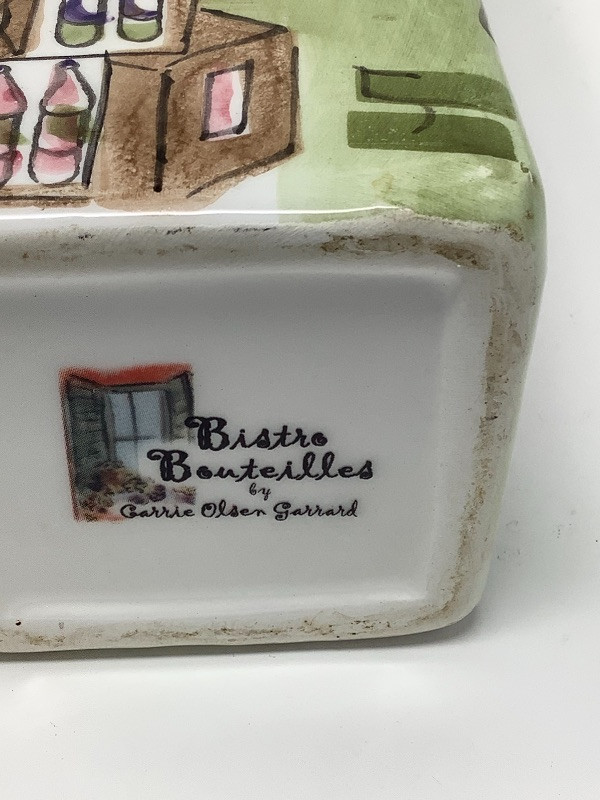 Bistro
Bouteilles
by
Carrie Olsen Garrard